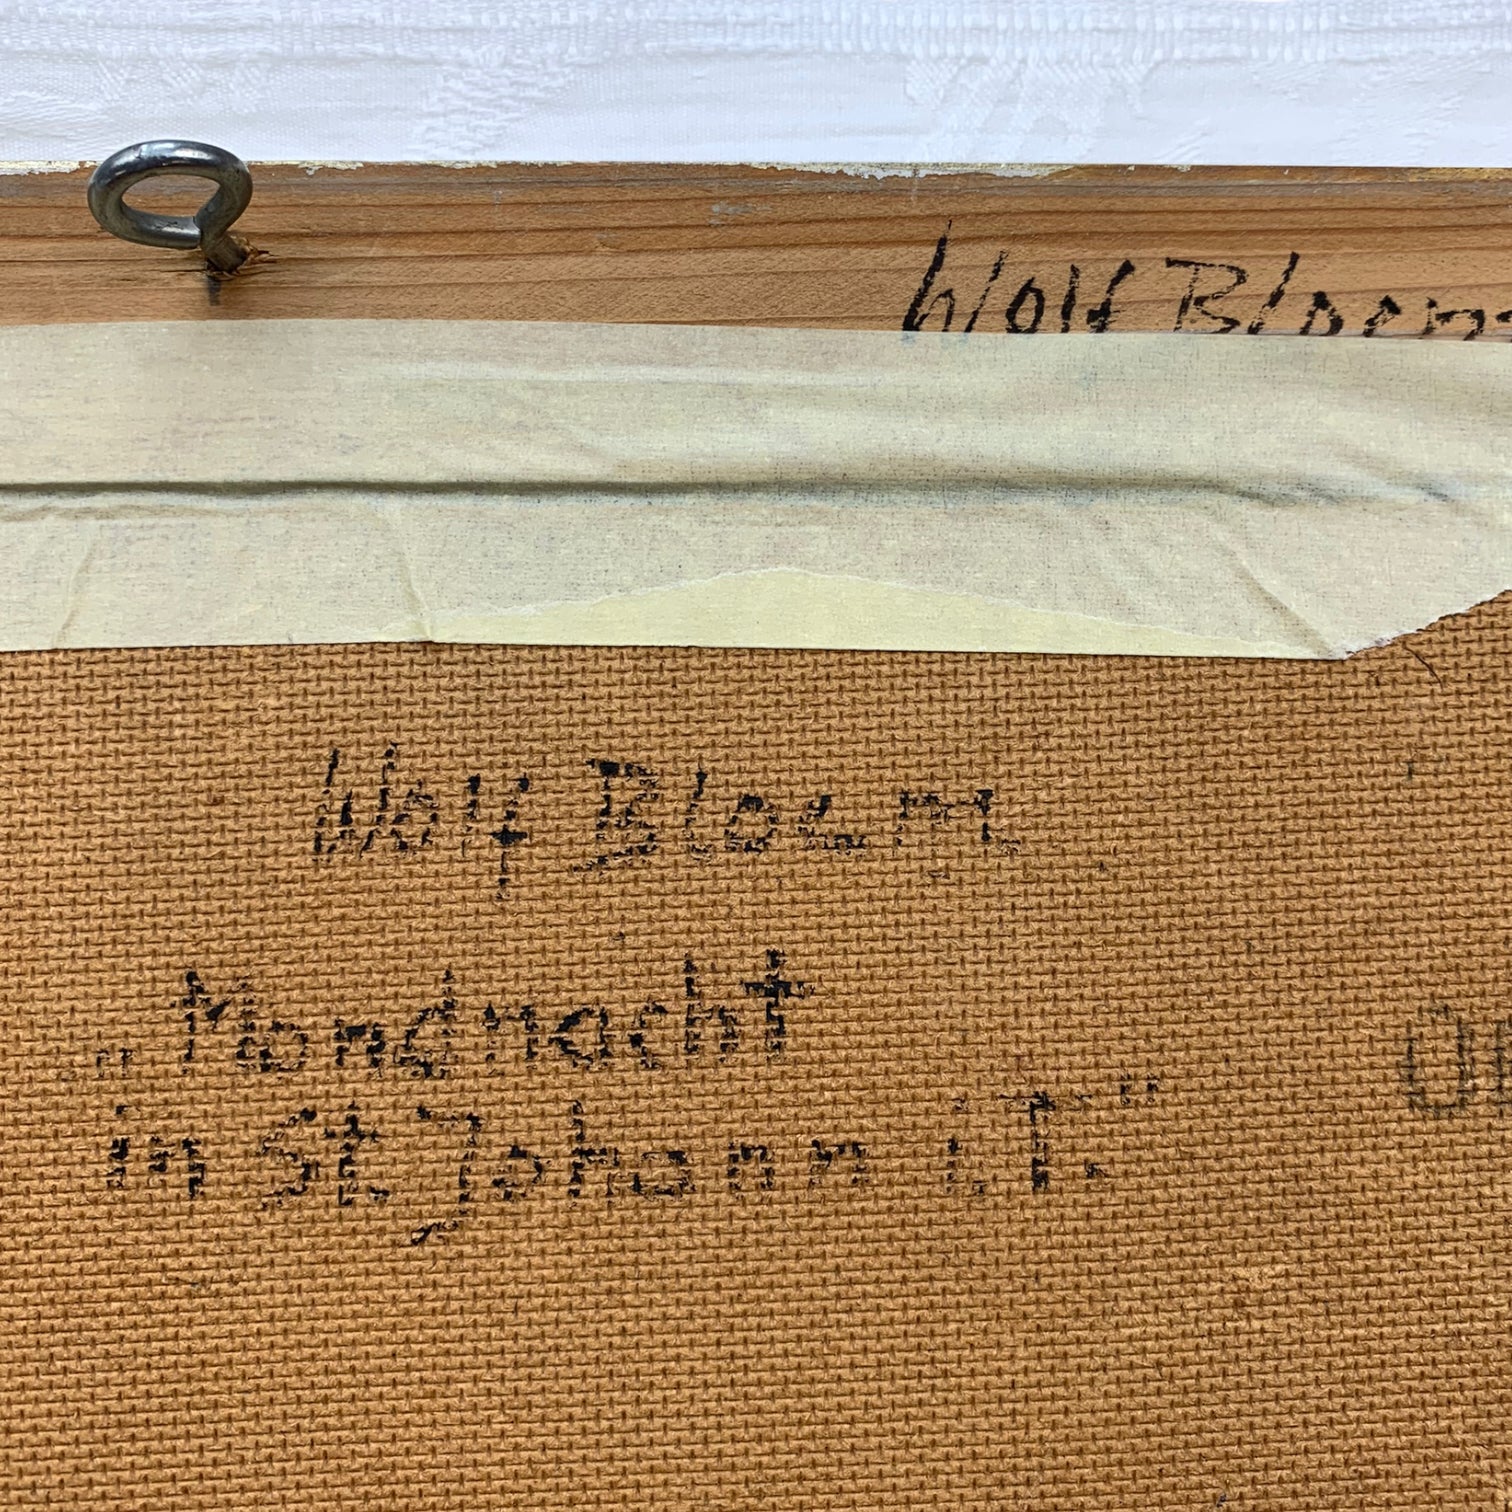 Wolf Bloem
Wolf Bloem
„Mondnacht
in St Johann i T."